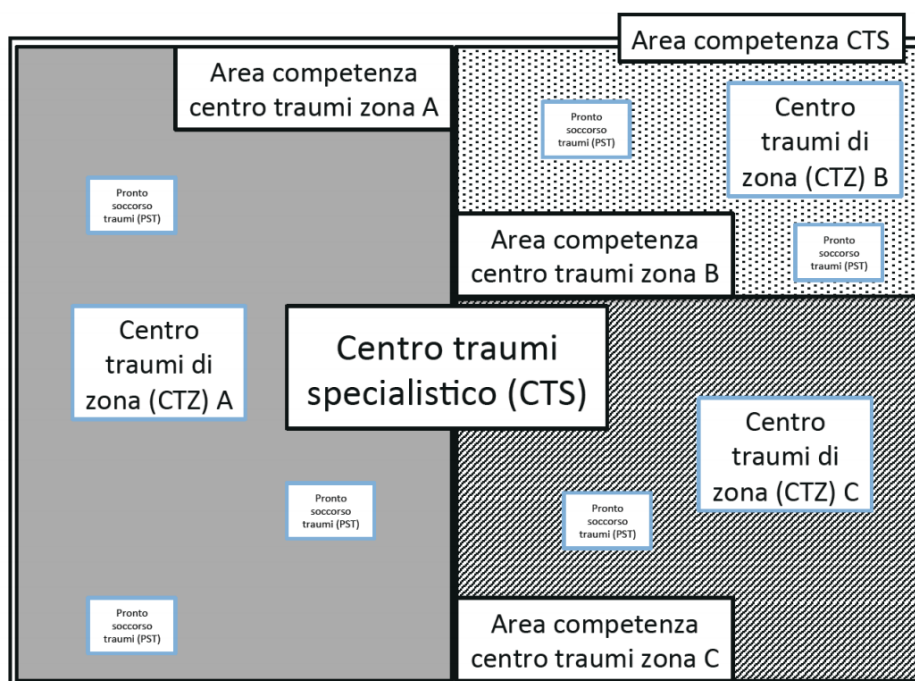 Area competenza CTS
Area competenza
centro traumi zona A
Pronto
soccorso
traumi (PST)
Centro
traumi di
zona (CTZ) B
Pronto
soccorso
traumi (PST)
Area competenza
centro traumi zona B
Pronto
soccorso
traumi (PST)
Centro
traumi di
zona (CTZ) A
Centro traumi
specialistico (CTS)
Centro
traumi di
zona (CTZ) C
Pronto
soccorso
traumi (PST)
Pronto
soccorso
traumi (PST)
Pronto
soccorso
traumi (PST)
Area competenza
centro traumi zona C